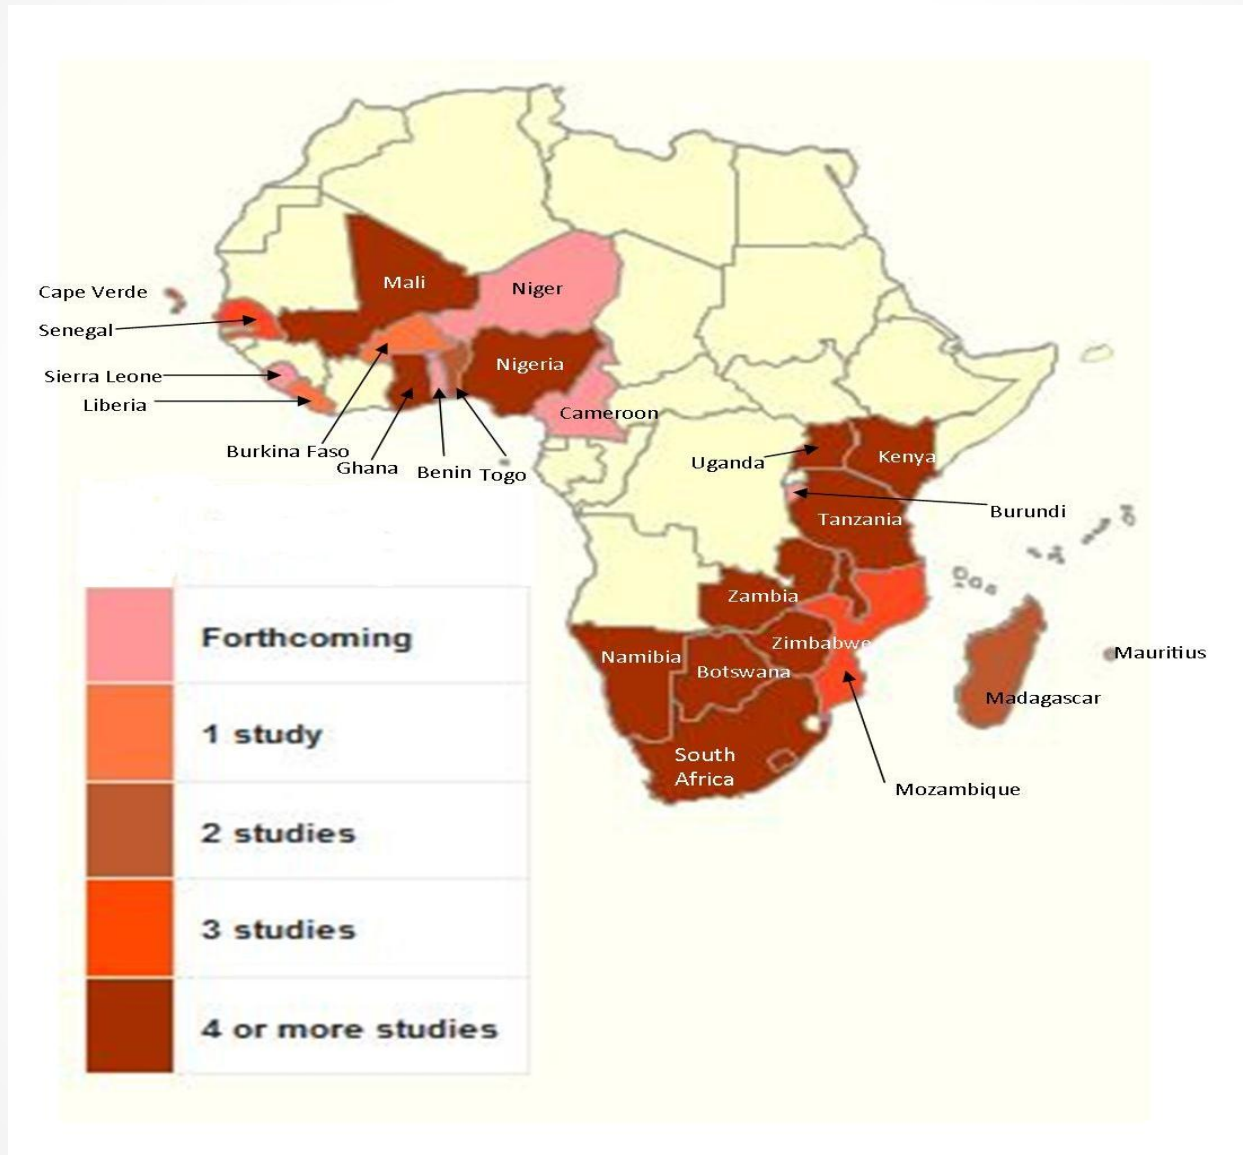 Mali
Niger
Cape Verde
Senegal
Nigeria
Sierra Leone
Liberia
Cameroon
Burkina Faso
Ghana
Benin
Togo
Uganda
Kenya
Burundi
Tanzania
Zambia
Zimbabwe
Namibia
Botswana
Mauritius
Madagascar
South
Africa
Mozambique
Forthcoming
1 study
2 studies
3 studies
4 or more studies